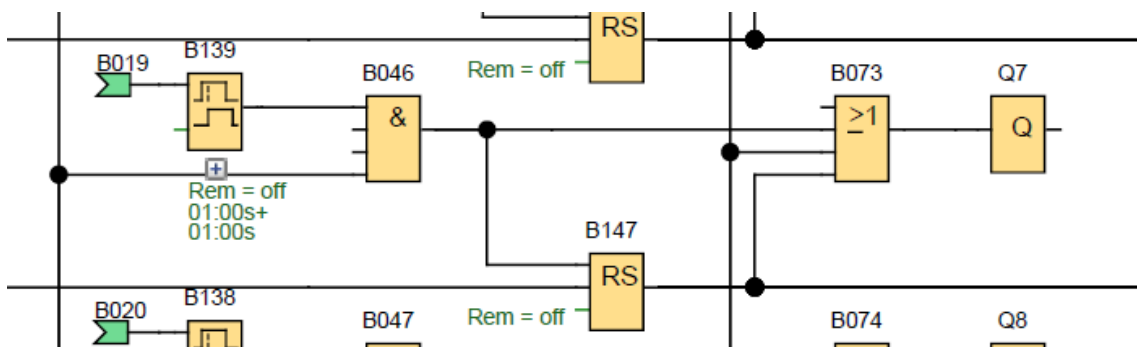 RS
B139
B019
Rem = off
B046
B073
Q7
&
>1
Q
Rem = off
01:00s+
01:00s
B147
RS
B138
B020
B047
Rem = off
B074
Q8